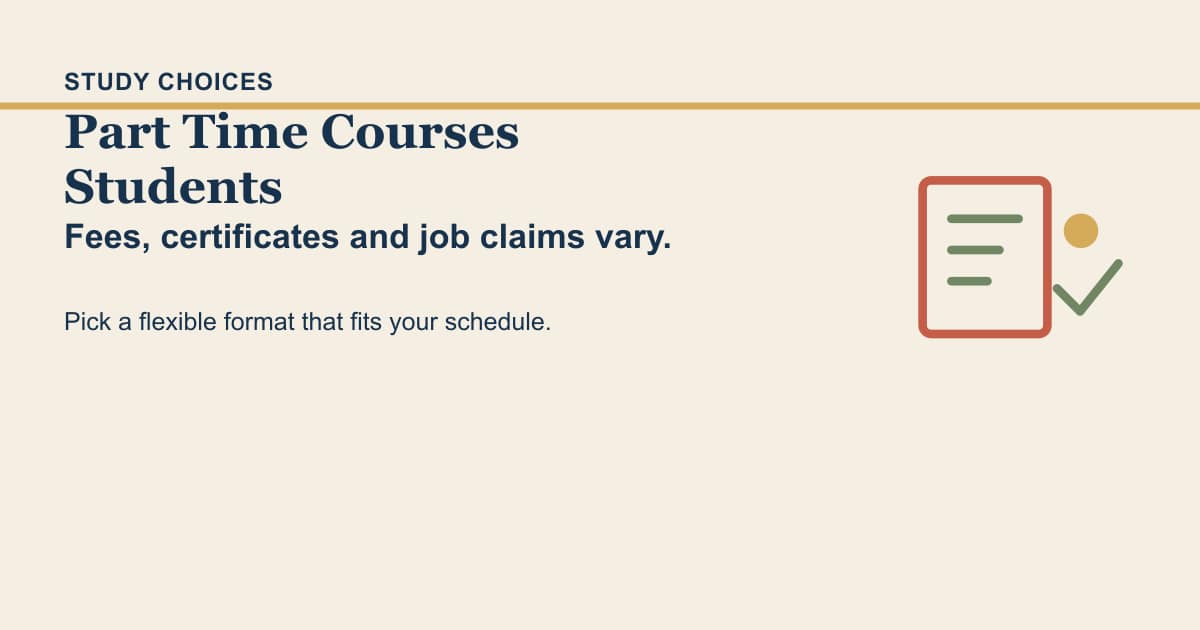 STUDY CHOICES
Part Time Courses
Students
Fees, certificates and job claims vary.
Pick a flexible format that fits your schedule.